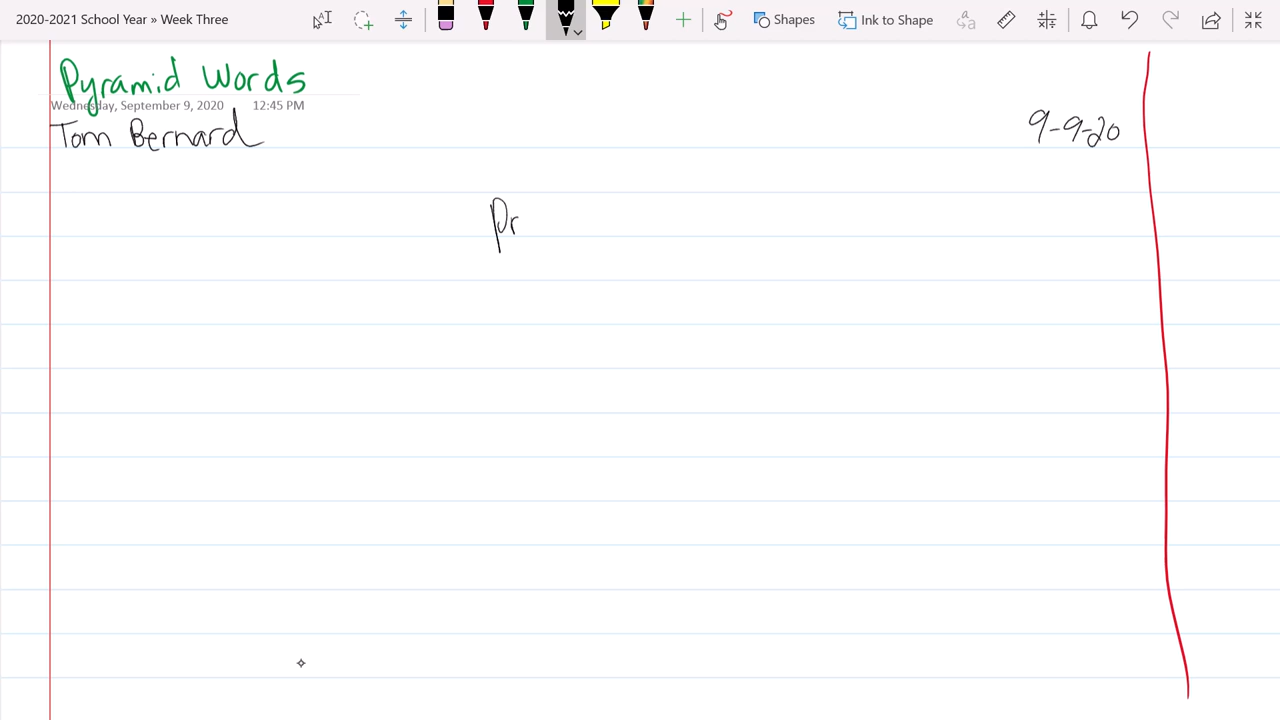 2020-2021 School Year » Week Three
Shapes
Ink to Shape
Pyramid Words
Wednesday, September 9, 2020 12:45 PM
Tom Bernard
9-9-20
pr